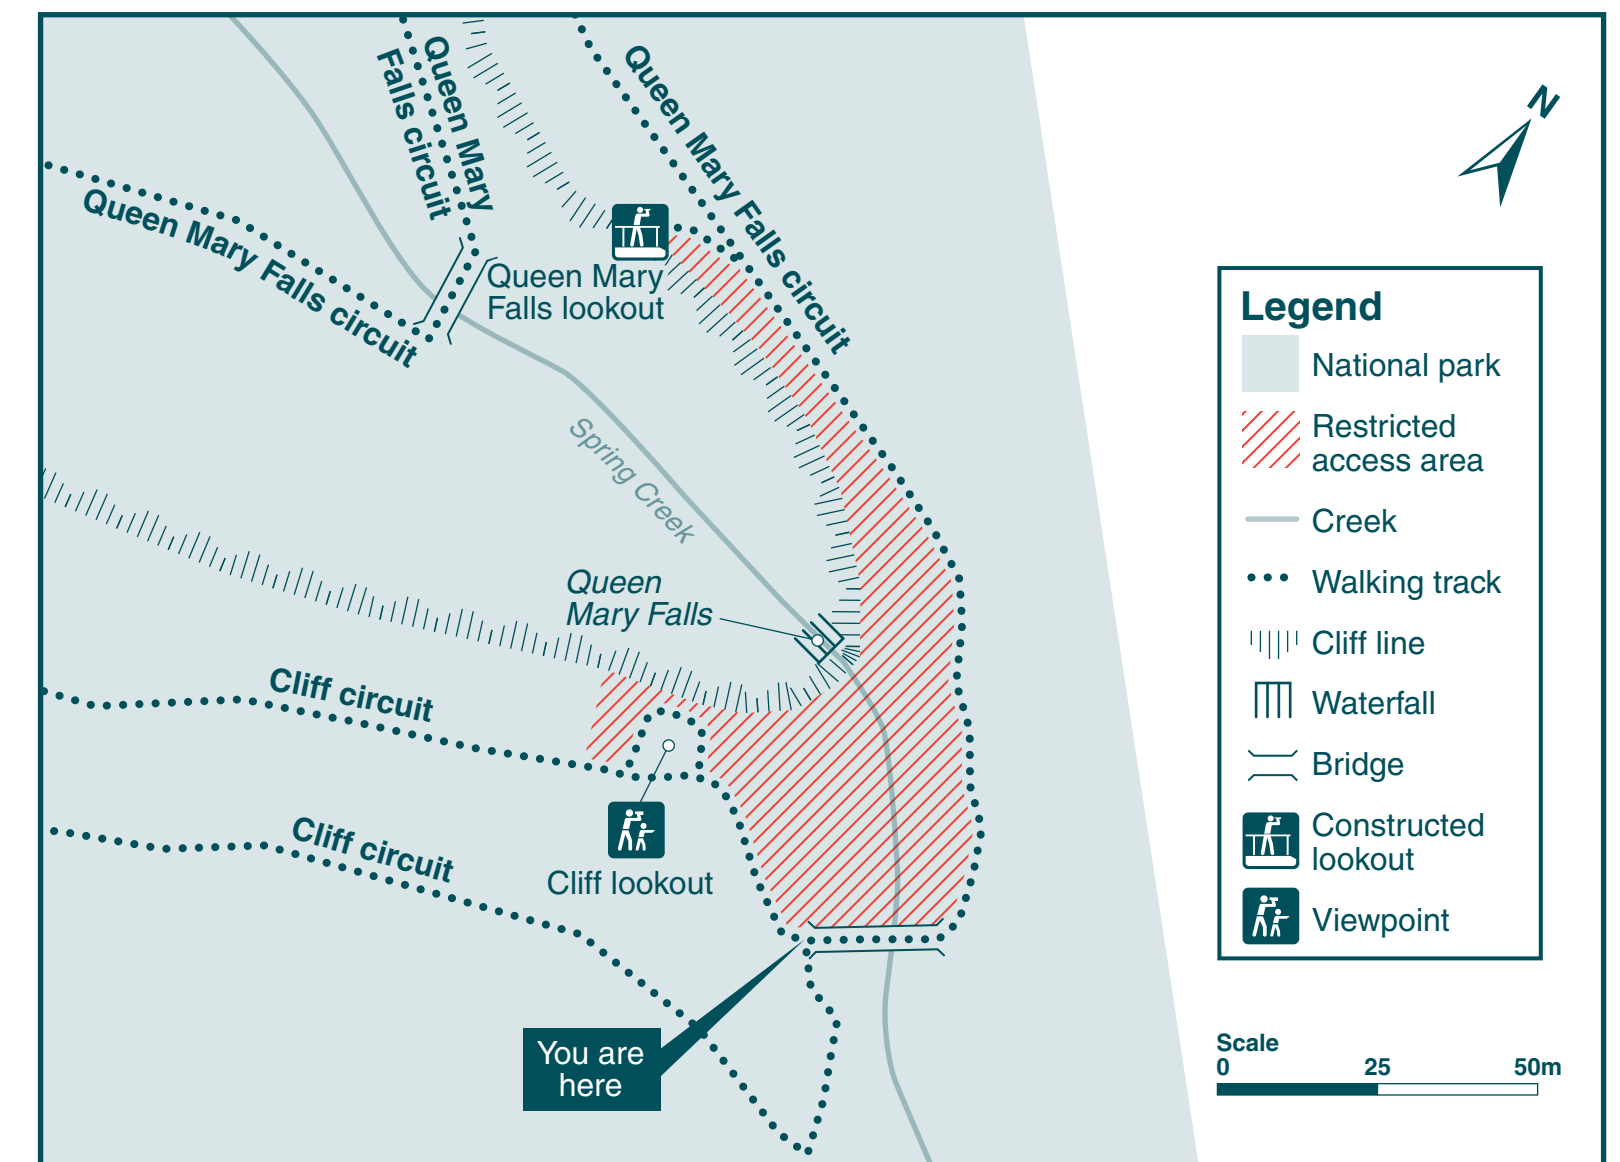 Queen Mary
Falls circuit
Queen Mary Falls circuit
Queen Mary Falls circuit
Queen Mary
Falls lookout
Spring Creek
Queen
Mary Falls
Cliff circuit
Cliff circuit
Cliff lookout
You are
here
N
Legend
National park
Restricted
access area
Creek
Walking track
Cliff line
Waterfall
Bridge
Constructed
lookout
Viewpoint
Scale
0 25 50m